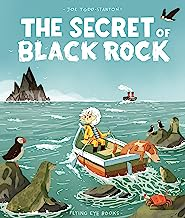 JOE TODD-STANTON
THE SECRET OF
BLACK ROCK
FLYING EYE BOOKS